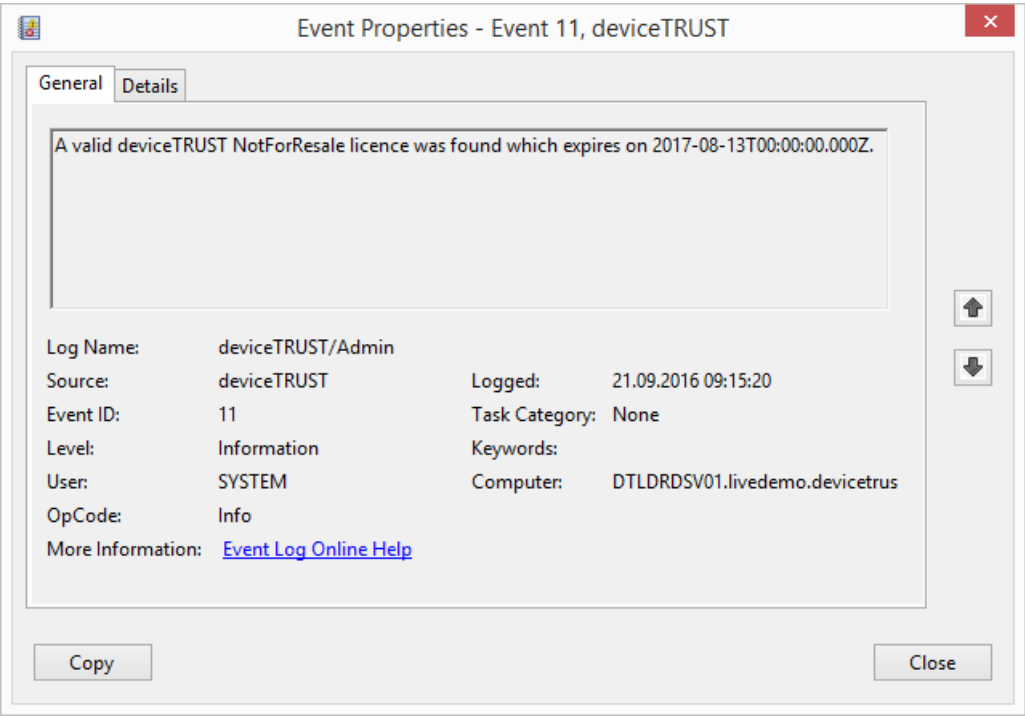 Event Properties - Event 11, deviceTRUST
General Details
A valid deviceTRUST NotForResale licence was found which expires on 2017-08-13T00:00:00.000Z.
Log Name: deviceTRUST/Admin
Source: deviceTRUST Logged: 21.09.2016 09:15:20
Event ID: 11 Task Category: None
Level: Information Keywords:
User: SYSTEM Computer: DTLDRDSV01.livedemo.devicetrus
OpCode: Info
More Information: Event Log Online Help
Copy Close